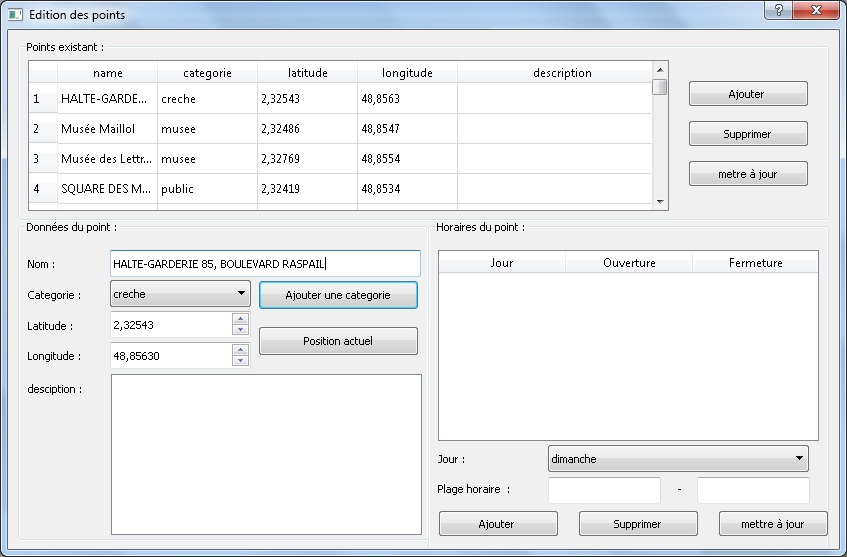 Edition des points
Points existant :
name categorie latitude longitude description
1 HALTE-GARDE... creche 2,32543 48,8563
2 Musée Maillol musee 2,32486 48,8547
3 Musée des Lettr... musee 2,32769 48,8554
4 SQUARE DES M... public 2,32419 48,8534
Ajouter
Supprimer
metre à jour
Données du point :
Nom : HALTE-GARDERIE 85, BOULEVARD RASPAIL
Categorie : creche Ajouter une categorie
Latitude : 2,32543
Position actuel
Longitude : 48,85630
desciption :
Horaires du point :
Jour Ouverture Fermeture
Jour : dimanche
Plage horaire : -
Ajouter Supprimer mettre à jour